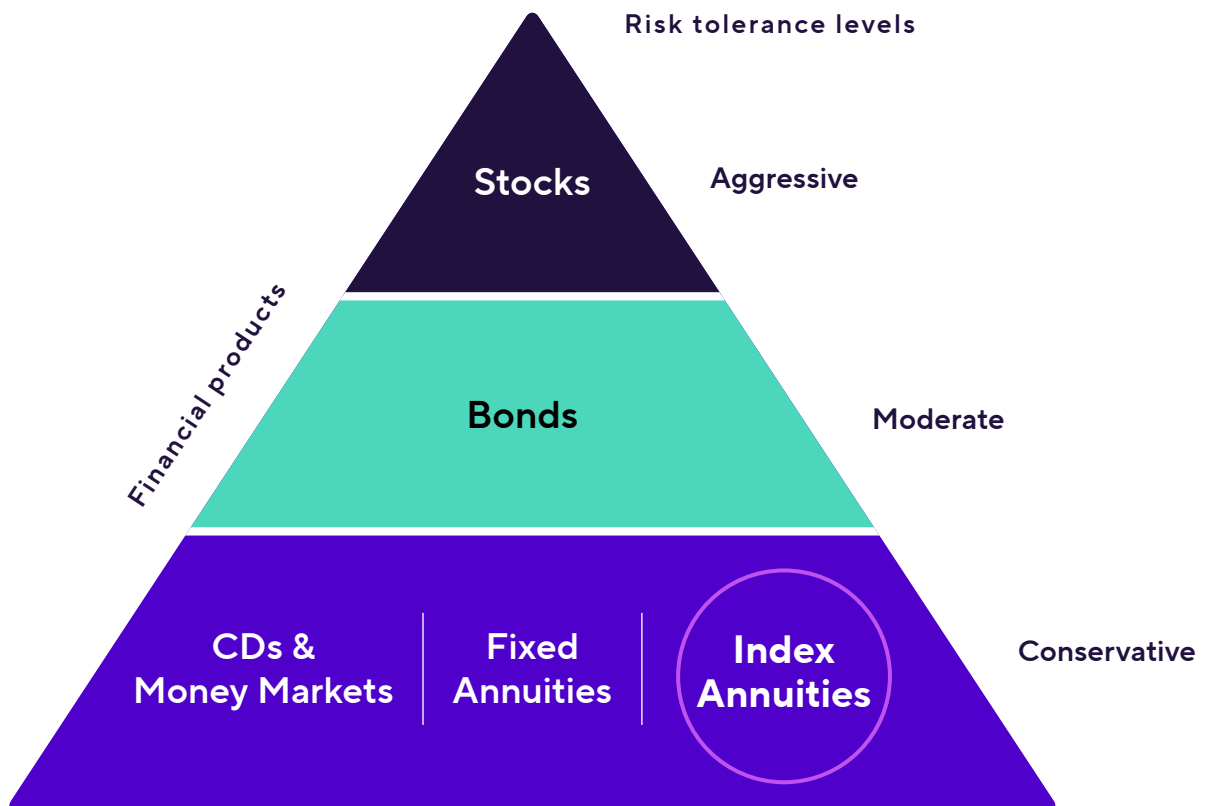 Risk tolerance levels
Stocks
Aggressive
Financial products
Bonds
Moderate
CDs &
Money Markets
Fixed
Annuities
Index
Annuities
Conservative